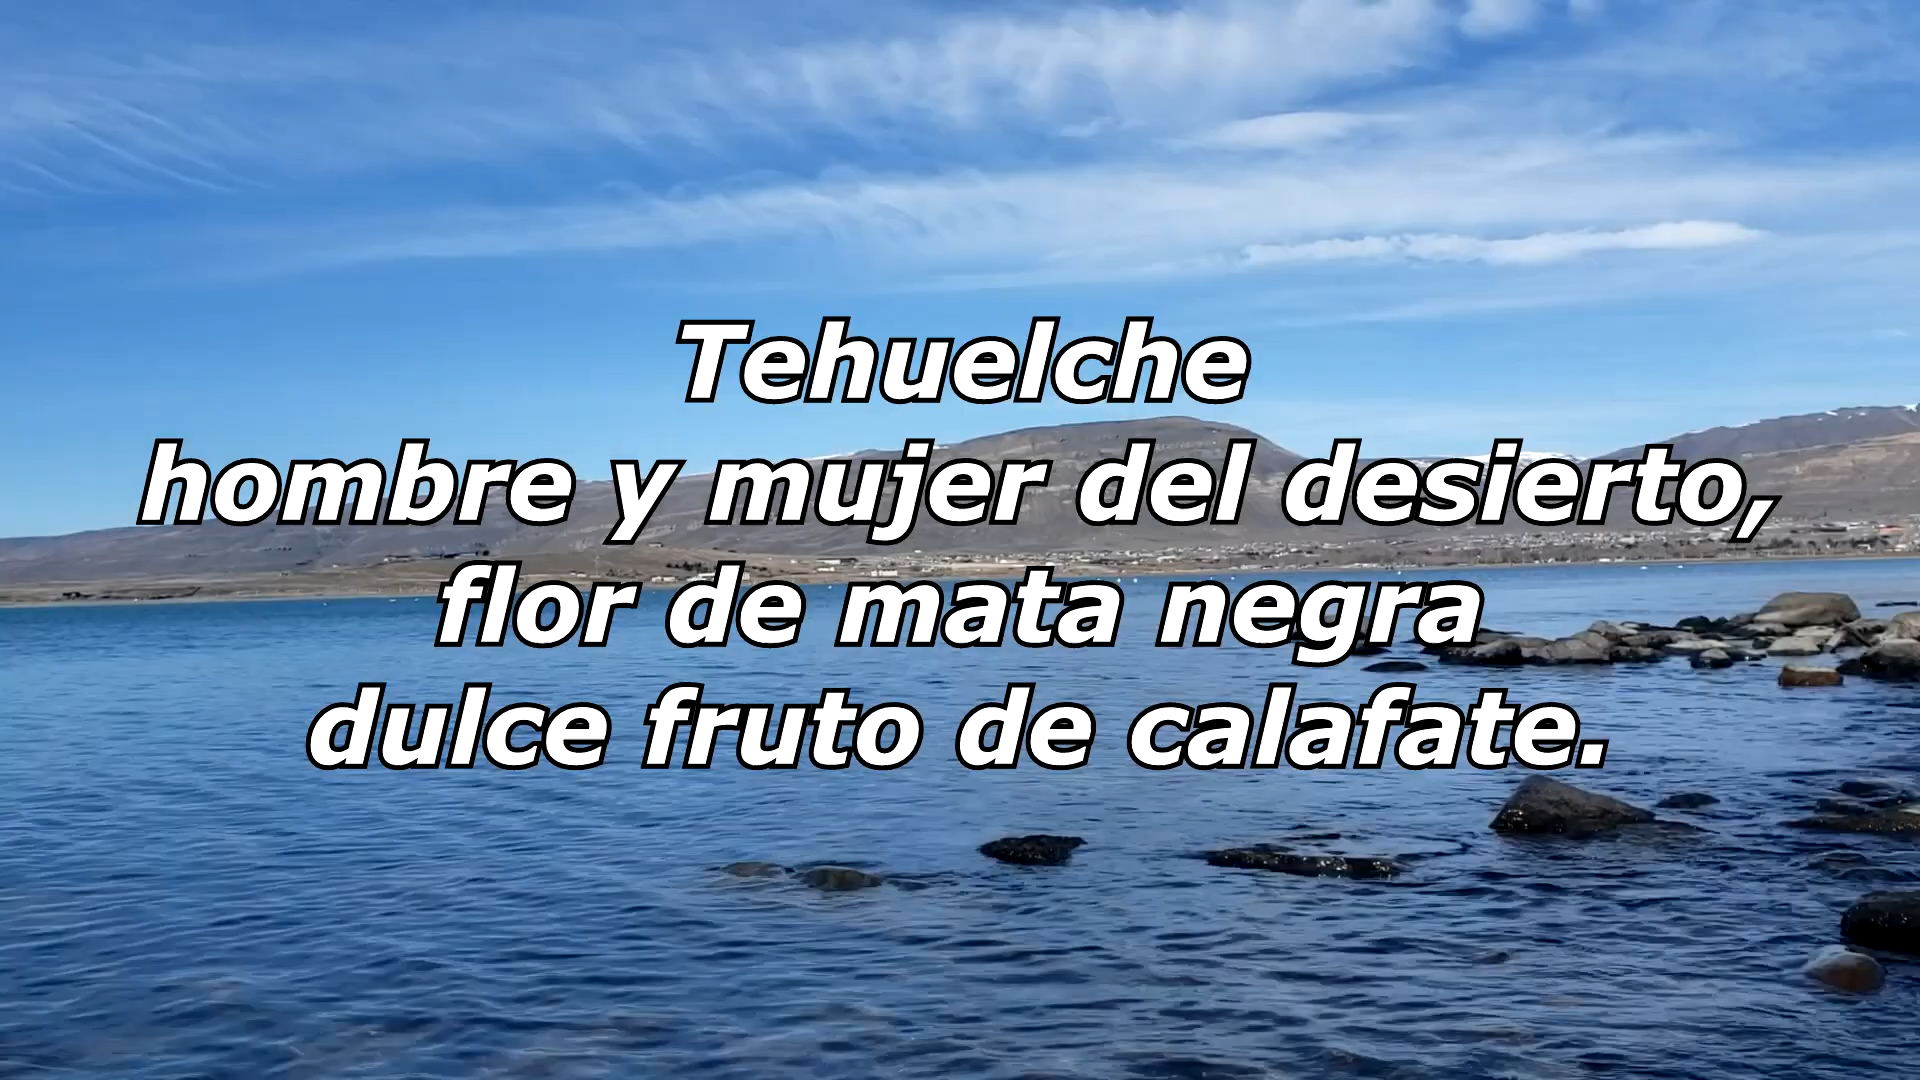 Tehuelche
hombre y mujer del desierto,
flor de mata negra
dulce fruto de calafate.